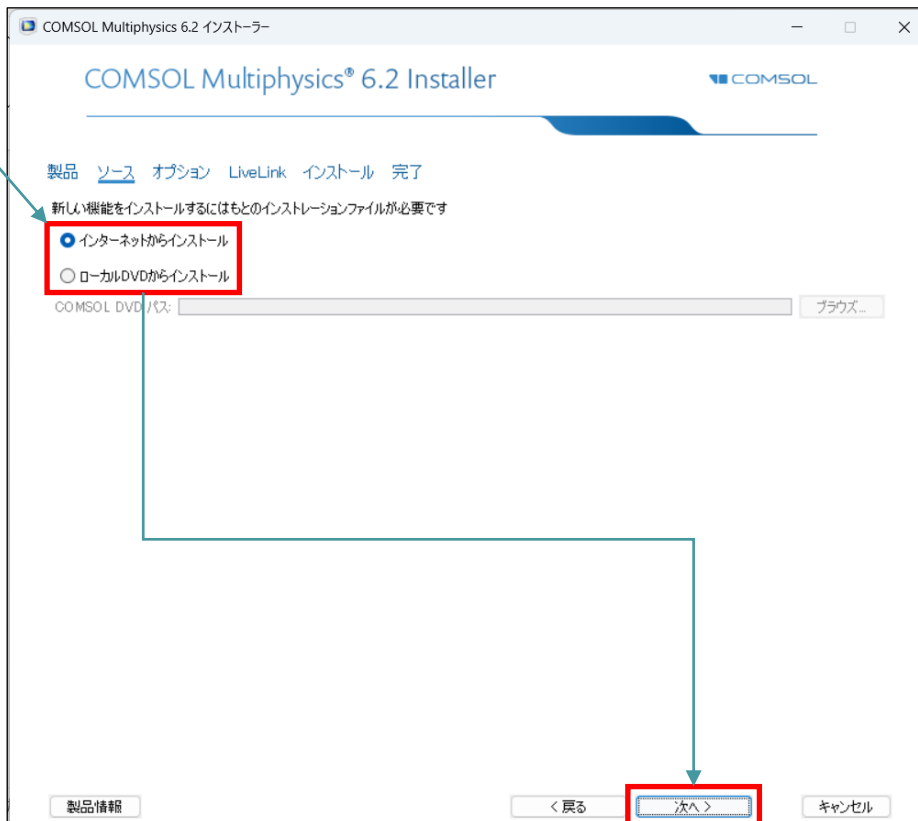 COMSOL Multiphysics 6.2 インストーラー
COMSOL Multiphysics® 6.2 Installer
COMSOL
製品 ソース オプション LiveLink インストール 完了
新しい機能をインストールするにはもとのインストレーションファイルが必要です
インターネットからインストール
ローカルDVDからインストール
COMSOL DVD パス: ブラウズ...
製品情報 < 戻る 次へ > キャンセル